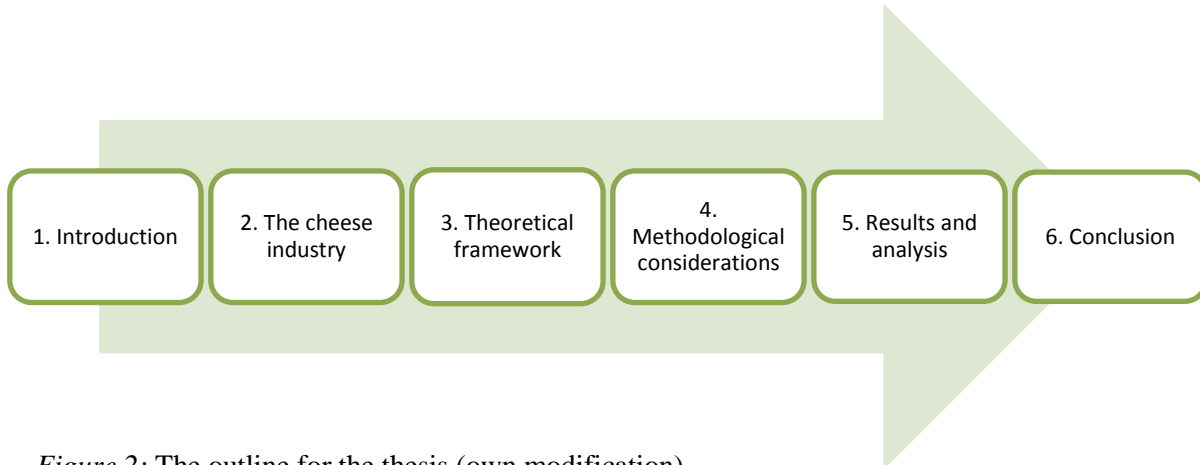 1. Introduction
2. The cheese
industry
3. Theoretical
framework
4.
Methodological
considerations
5. Results and
analysis
6. Conclusion
Figure 2: The outline for the thesis (own modification)